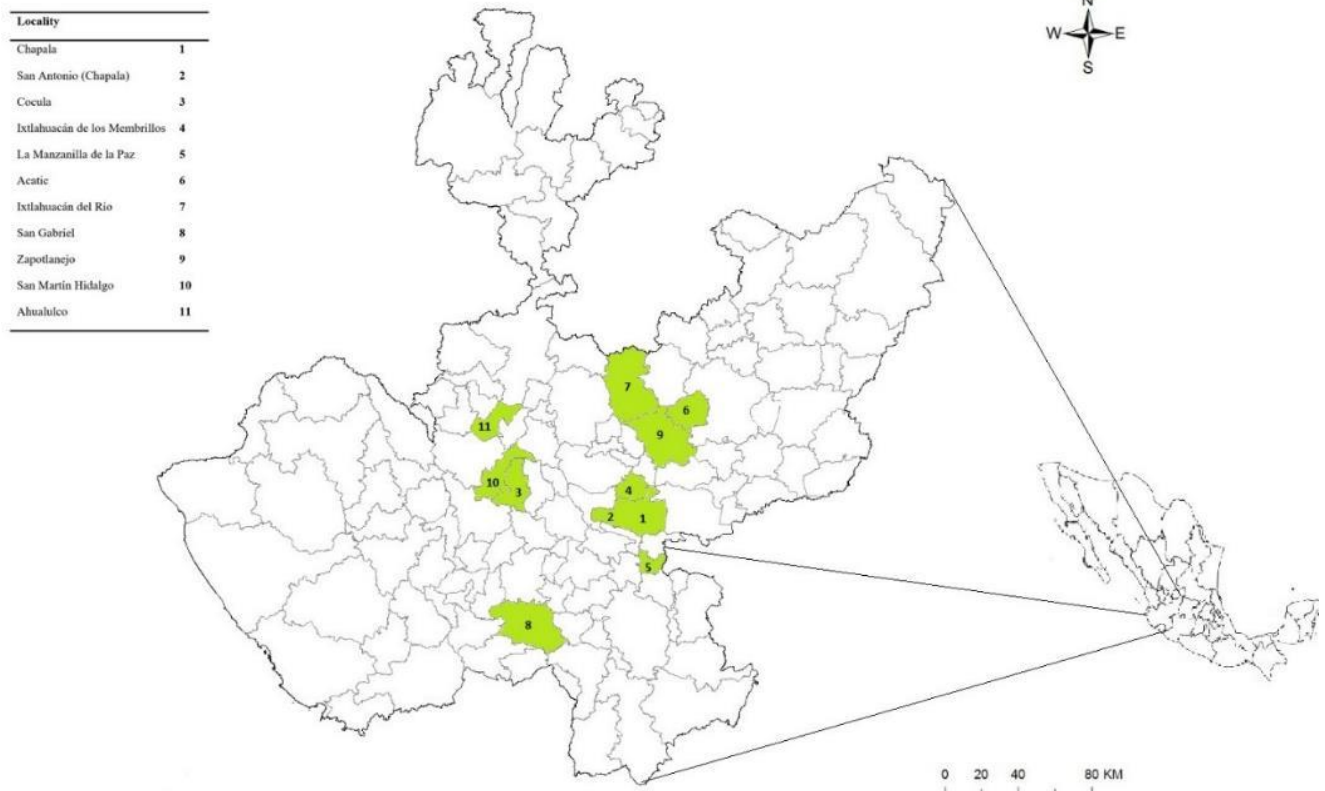 Locality
Chapala 1
San Antonio (Chapala) 2
Cocula 3
Ixtlahuacán de los Membrillos 4
La Manzanilla de la Paz 5
Acatic 6
Ixtlahuacán del Río 7
San Gabriel 8
Zapotlanejo 9
San Martín Hidalgo 10
Ahualulco 11
N
W E
S
7
6
11
9
10
3
4
2
1
5
8
0 20 40 80 KM